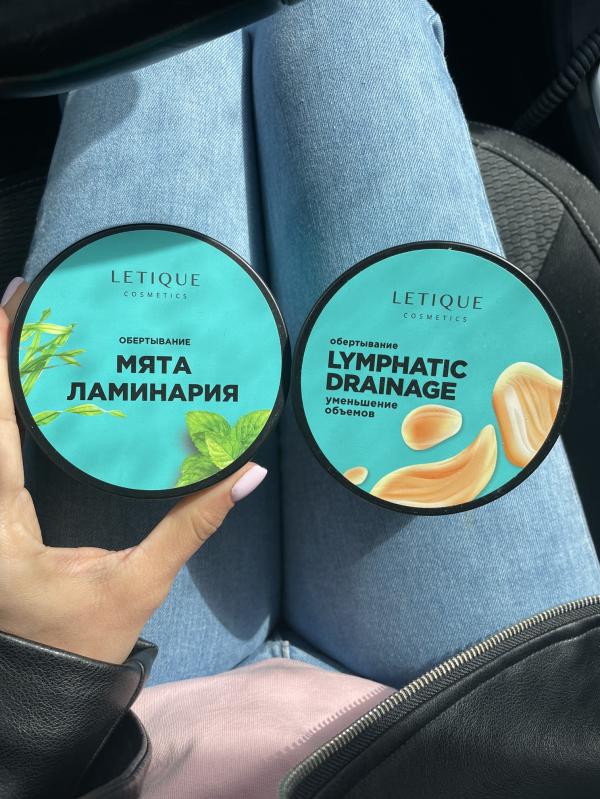 LETIQUE
COSMETICS
ОБЕРТЫВАНИЕ
МЯТА
ЛАМИНАРИЯ
LETIQUE
COSMETICS
обертывание
LYMPHATIC
DRAINAGE
уменьшение
объемов